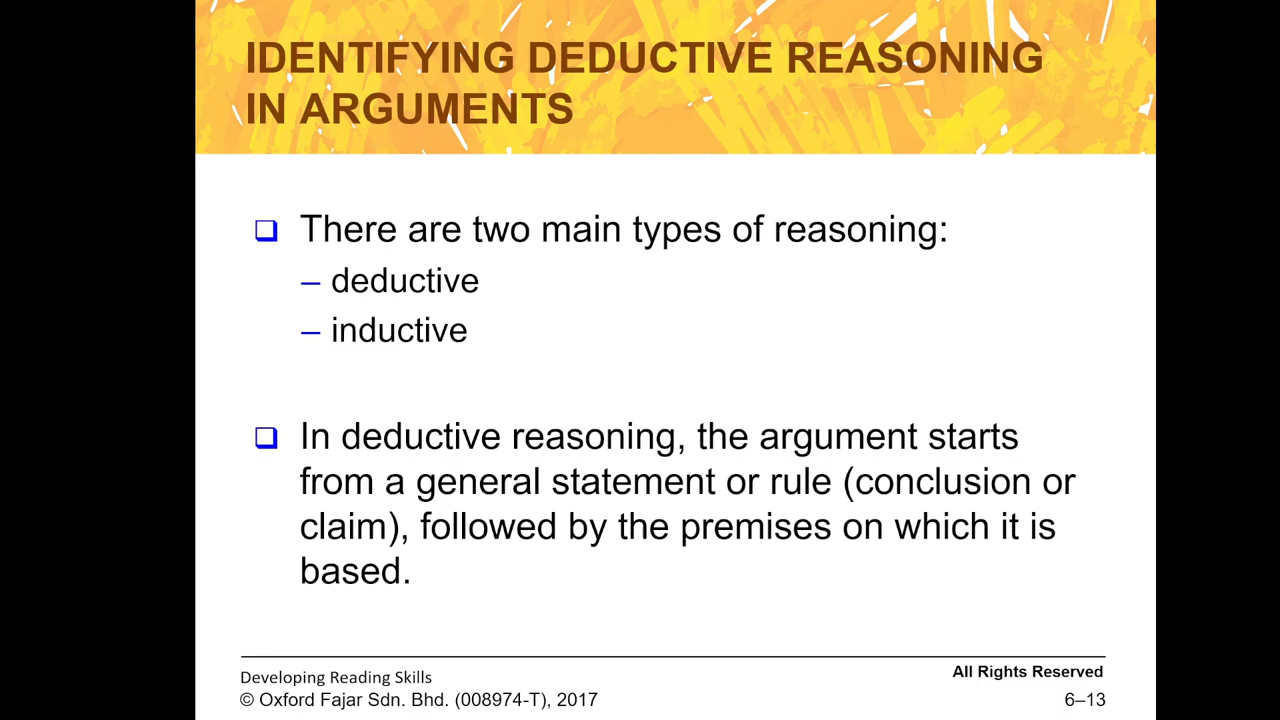 IDENTIFYING DEDUCTIVE REASONING
IN ARGUMENTS
There are two main types of reasoning:
– deductive
– inductive
In deductive reasoning, the argument starts
from a general statement or rule (conclusion or
claim), followed by the premises on which it is
based.
Developing Reading Skills
All Rights Reserved
© Oxford Fajar Sdn. Bhd. (008974-T), 2017
6–13